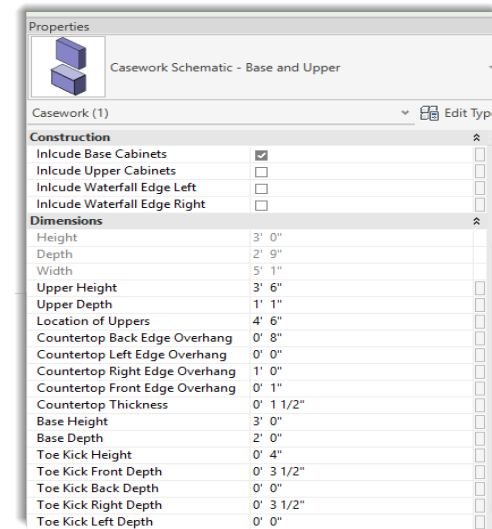 Properties
Casework Schematic - Base and Upper
Casework (1) Edit Type
Construction
Inlcude Base Cabinets
Inlcude Upper Cabinets
Inlcude Waterfall Edge Left
Inlcude Waterfall Edge Right
Dimensions
Height 3' 0"
Depth 2' 9"
Width 5' 1"
Upper Height 3' 6"
Upper Depth 1' 1"
Location of Uppers 4' 6"
Countertop Back Edge Overhang 0' 8"
Countertop Left Edge Overhang 0' 0"
Countertop Right Edge Overhang 1' 0"
Countertop Front Edge Overhang 0' 1"
Countertop Thickness 0' 1 1/2"
Base Height 3' 0"
Base Depth 2' 0"
Toe Kick Height 0' 4"
Toe Kick Front Depth 0' 3 1/2"
Toe Kick Back Depth 0' 0"
Toe Kick Right Depth 0' 3 1/2"
Toe Kick Left Depth 0' 0"